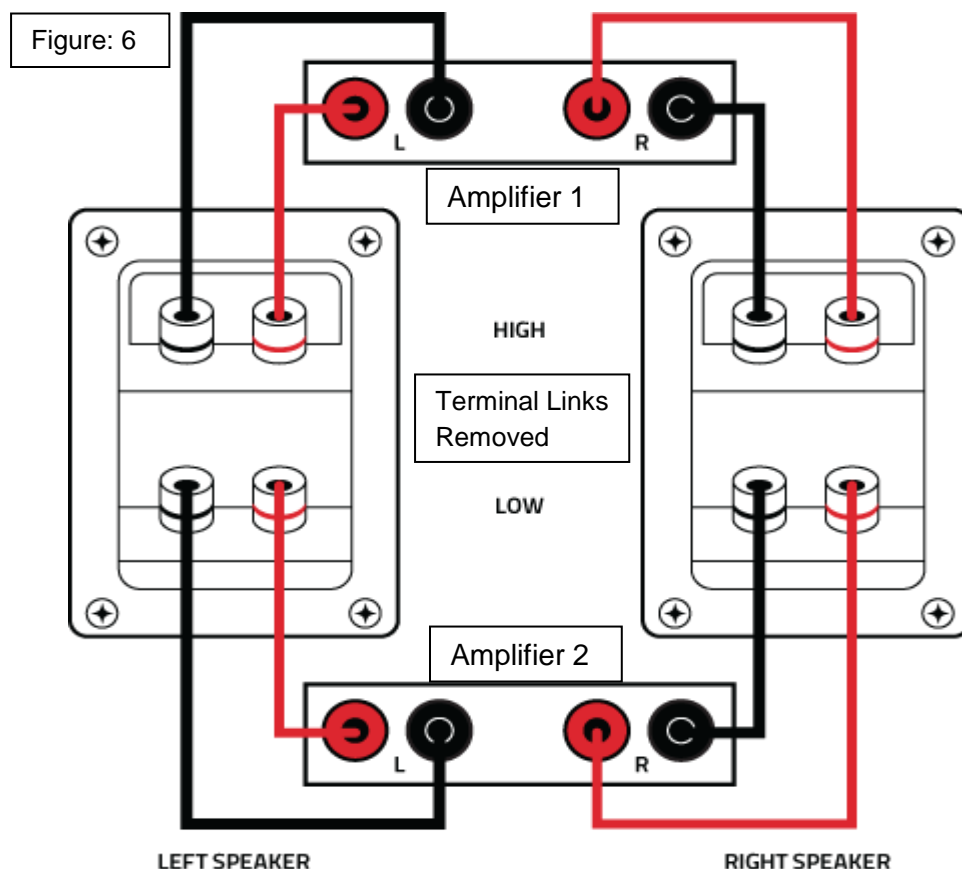 Figure: 6
L
R
Amplifier 1
HIGH
Terminal Links
Removed
LOW
Amplifier 2
L
R
LEFT SPEAKER
RIGHT SPEAKER